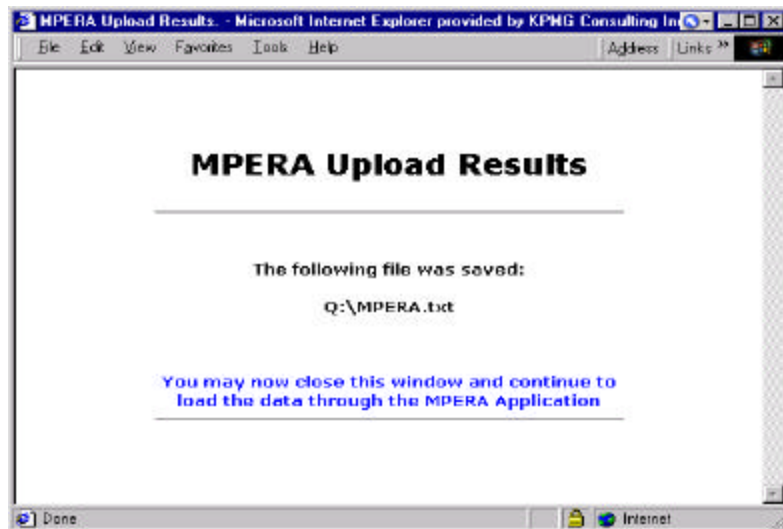 MPERA Upload Results. - Microsoft Internet Explorer provided by KPMG Consulting In
File Edit View Favorites Tools Help Address Links »
MPERA Upload Results
The following file was saved:
Q:\MPERA.txt
You may now close this window and continue to
load the data through the MPERA Application
Done Internet